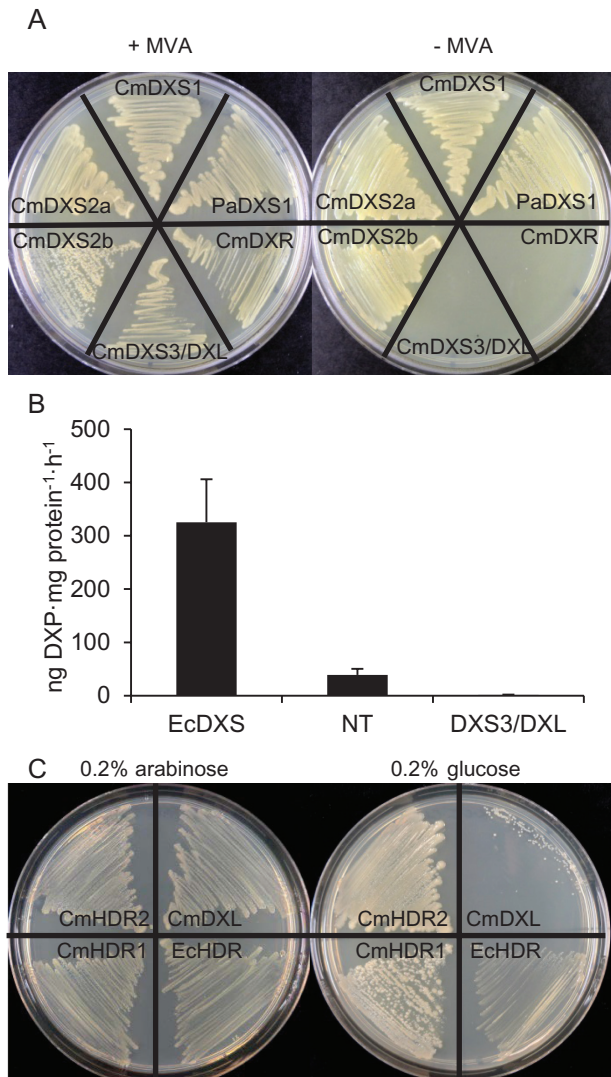 A
+ MVA
- MVA
CmDXS1
CmDXS1
CmDXS2a
PaDXS1
CmDXS2a
PaDXS1
CmDXS2b
CmDXR
CmDXS2b
CmDXR
CmDXS3/DXL
CmDXS3/DXL
B
ng DXP·mg protein⁻¹·h⁻¹
500
400
300
200
100
0
EcDXS
NT
DXS3/DXL
C
0.2% arabinose
0.2% glucose
CmHDR2
CmDXL
CmHDR2
CmDXL
CmHDR1
EcHDR
CmHDR1
EcHDR